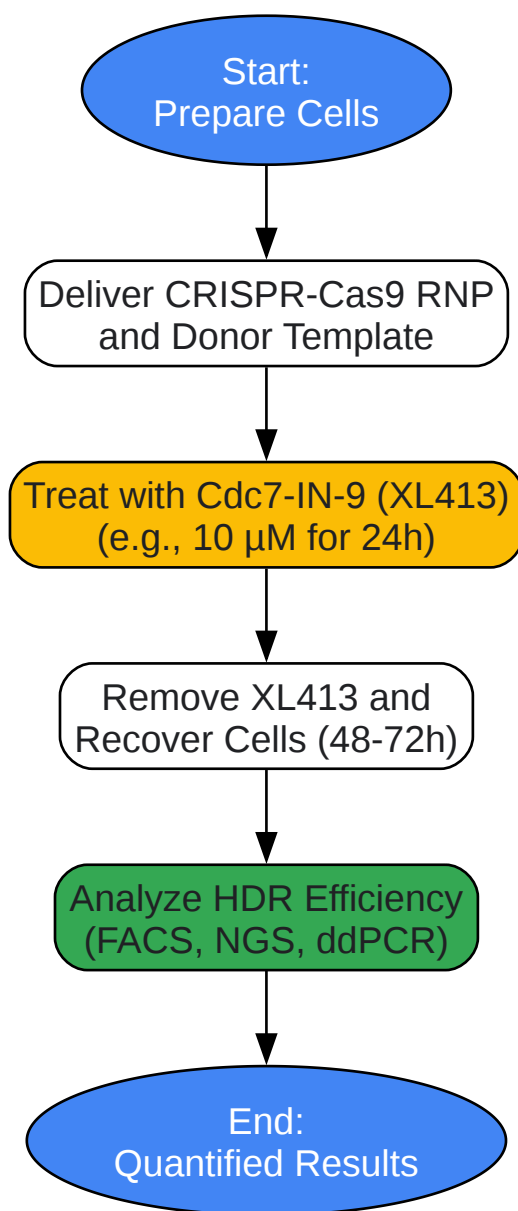 Start:
Prepare Cells
Deliver CRISPR-Cas9 RNP
and Donor Template
Treat with Cdc7-IN-9 (XL413)
(e.g., 10 µM for 24h)
Remove XL413 and
Recover Cells (48-72h)
Analyze HDR Efficiency
(FACS, NGS, ddPCR)
End:
Quantified Results